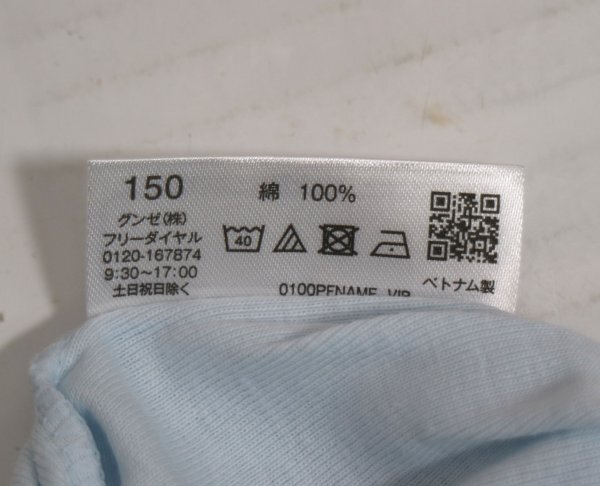 150
綿 100%
グンゼ(株)
フリーダイヤル
0120-167874
9:30〜17:00
土日祝日除く
40
0100PFNAME VIP
ベトナム製